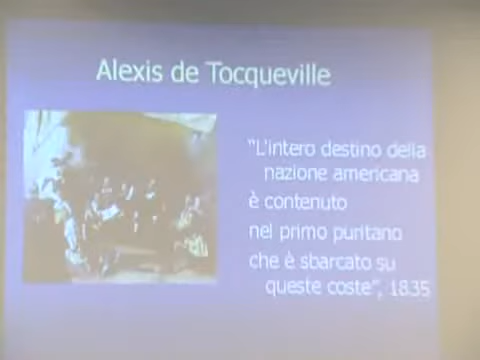 Alexis de Tocqueville
"L'intero destino della
nazione americana
è contenuto
nel primo puritano
che è sbarcato su
queste coste", 1835